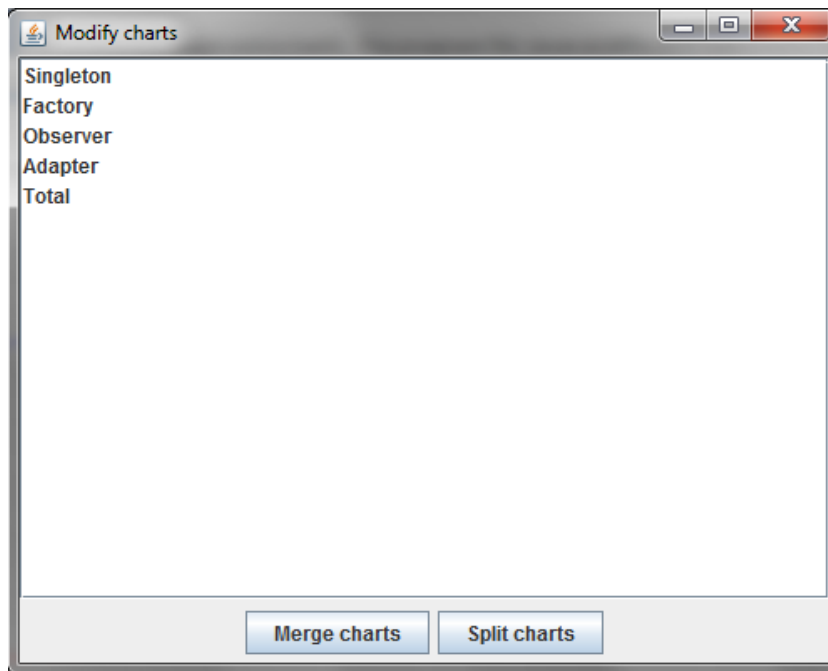 Modify charts
Singleton
Factory
Observer
Adapter
Total
Merge charts Split charts